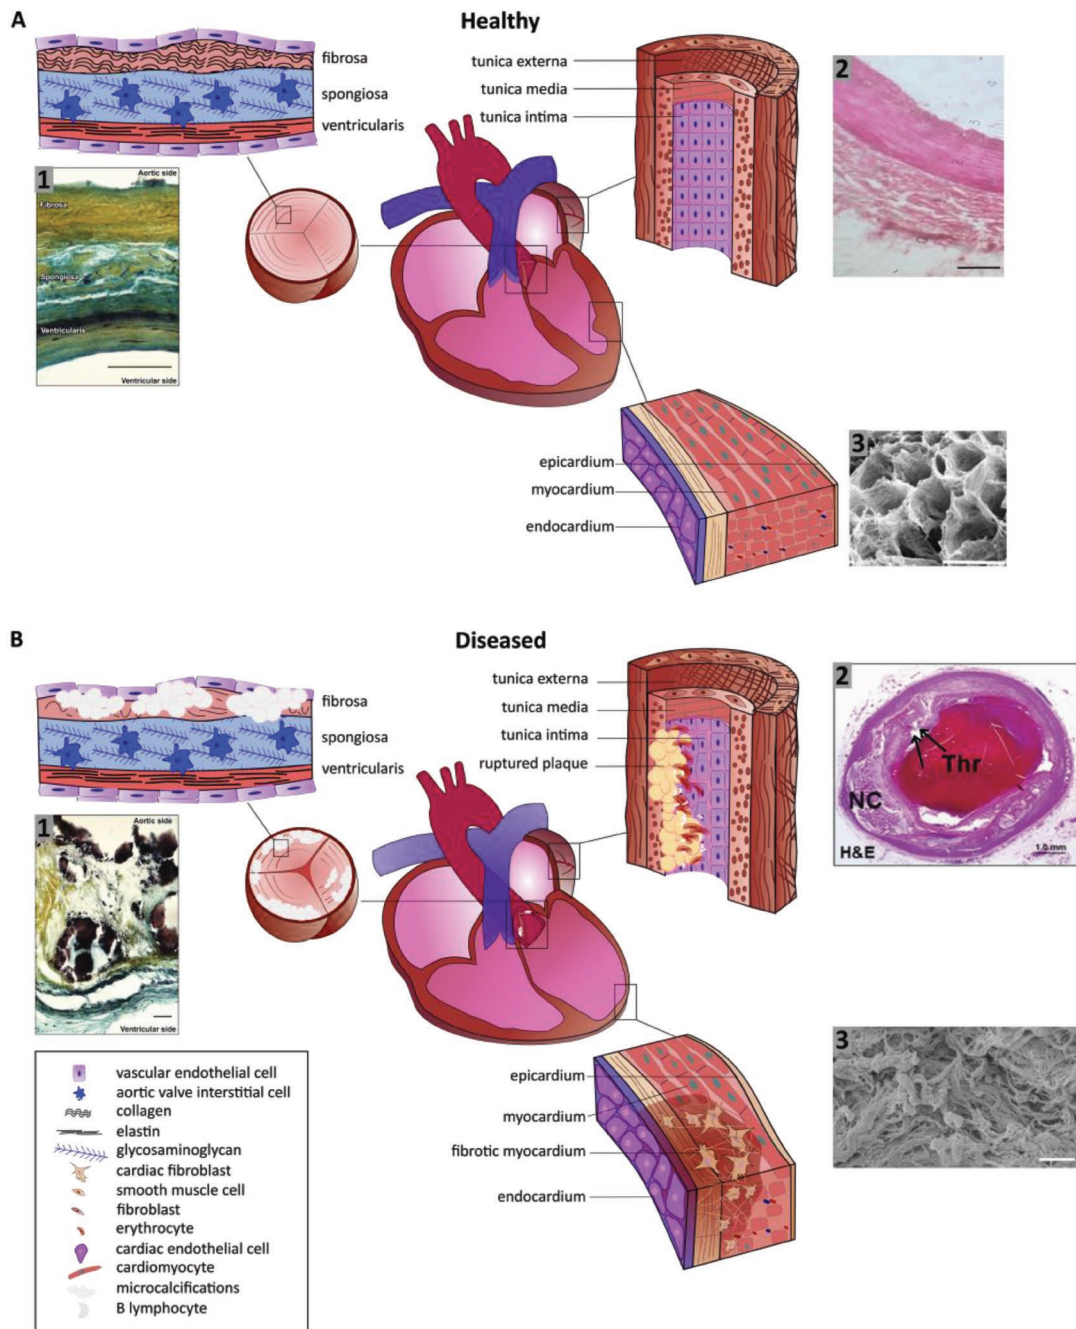 A
Healthy
fibrosa
spongiosa
ventricularis
tunica externa
tunica media
tunica intima
1
Aortic side
Fibrosa
Spongiosa
Ventricularis
Ventricular side
2
epicardium
myocardium
endocardium
3
B
Diseased
fibrosa
spongiosa
ventricularis
tunica externa
tunica media
tunica intima
ruptured plaque
1
Aortic side
Ventricular side
2
Thr
NC
H&E
1.0 mm
epicardium
myocardium
fibrotic myocardium
endocardium
3
vascular endothelial cell
aortic valve interstitial cell
collagen
elastin
glycosaminoglycan
cardiac fibroblast
smooth muscle cell
fibroblast
erythrocyte
cardiac endothelial cell
cardiomyocyte
microcalcifications
B lymphocyte